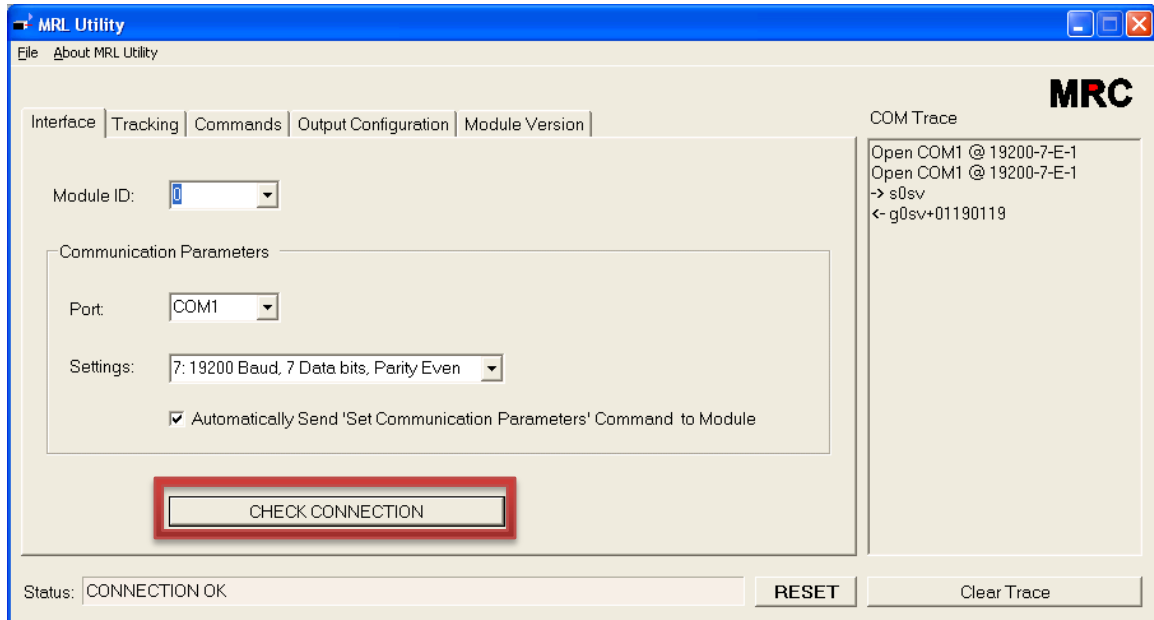 MRL Utility
File About MRL Utility
MRC
Interface Tracking Commands Output Configuration Module Version
COM Trace
Open COM1 @ 19200-7-E-1
Open COM1 @ 19200-7-E-1
-> s0sv
<- g0sv+01190119
Module ID: 0
Communication Parameters
Port: COM1
Settings: 7: 19200 Baud, 7 Data bits, Parity Even
Automatically Send 'Set Communication Parameters' Command to Module
CHECK CONNECTION
Status: CONNECTION OK RESET Clear Trace